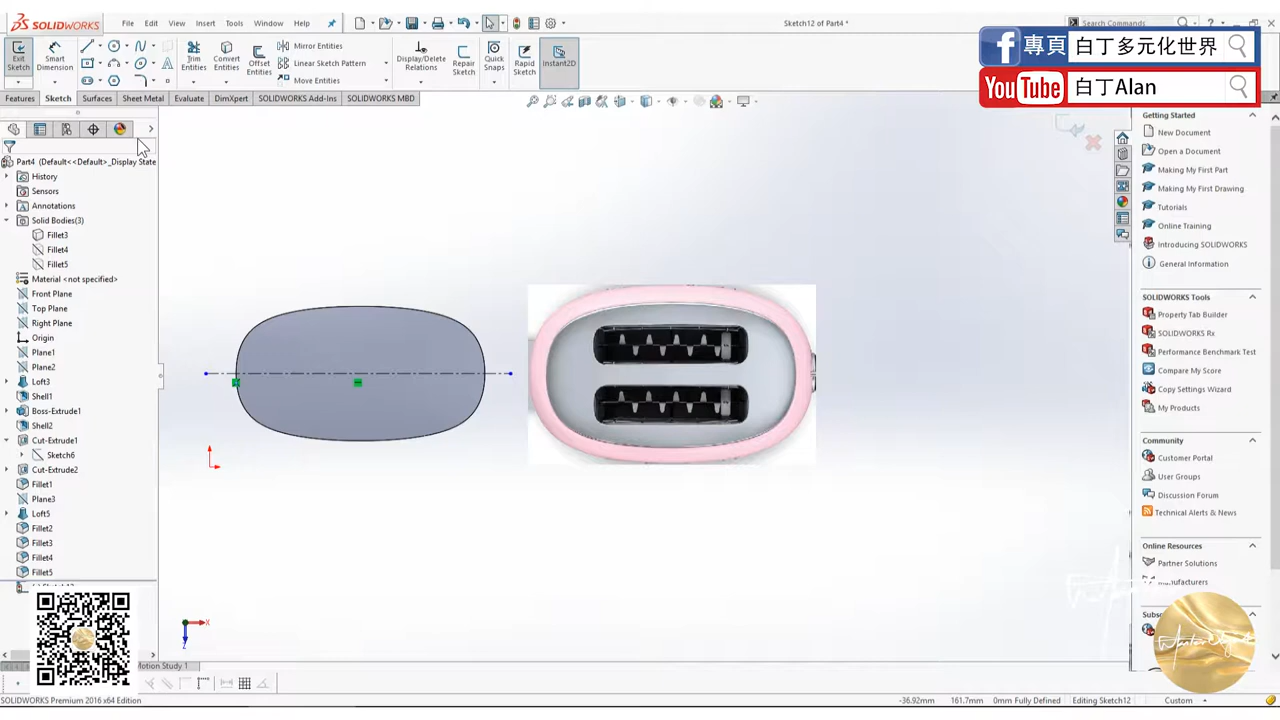 SOLIDWORKS File Edit View Insert Tools Window Help Sketch12 of Part4 * Search Commands
Exit Sketch
Smart Dimension
Trim Entities
Convert Entities
Offset Entities
Mirror Entities
Linear Sketch Pattern
Move Entities
Display/Delete Relations
Repair Sketch
Quick Snaps
Rapid Sketch
Instant2D
專頁 白丁多元化世界
YouTube 白丁Alan
Features Sketch Surfaces Sheet Metal Evaluate DimXpert SOLIDWORKS Add-Ins SOLIDWORKS MBD
Part4 (Default<<Default>_Display State
History
Sensors
Annotations
Solid Bodies(3)
Fillet3
Fillet4
Fillet5
Material <not specified>
Front Plane
Top Plane
Right Plane
Origin
Plane1
Plane2
Loft3
Shell1
Boss-Extrude1
Shell2
Cut-Extrude1
Sketch6
Cut-Extrude2
Fillet1
Plane3
Loft5
Fillet2
Fillet3
Fillet4
Fillet5
X
Z
Getting Started
New Document
Open a Document
Making My First Part
Making My First Drawing
Tutorials
Online Training
Introducing SOLIDWORKS
General Information
SOLIDWORKS Tools
Property Tab Builder
SOLIDWORKS Rx
Performance Benchmark Test
Compare My Score
Copy Settings Wizard
My Products
Community
Customer Portal
User Groups
Discussion Forum
Technical Alerts & News
Online Resources
Partner Solutions
Manufacturers
Motion Study 1
SOLIDWORKS Premium 2016 x64 Edition -36.92mm 161.7mm 0mm Fully Defined Editing Sketch12 Custom